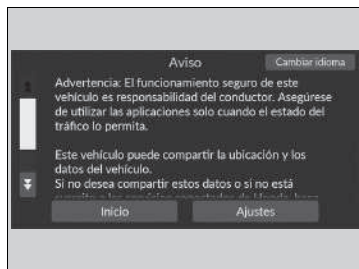 Aviso
Cambiar idioma
Advertencia: El funcionamiento seguro de este
vehículo es responsabilidad del conductor. Asegúrese
de utilizar las aplicaciones solo cuando el estado del
tráfico lo permita.
Este vehículo puede compartir la ubicación y los
datos del vehículo.
Si no desea compartir estos datos o si no está
Inicio
Ajustes